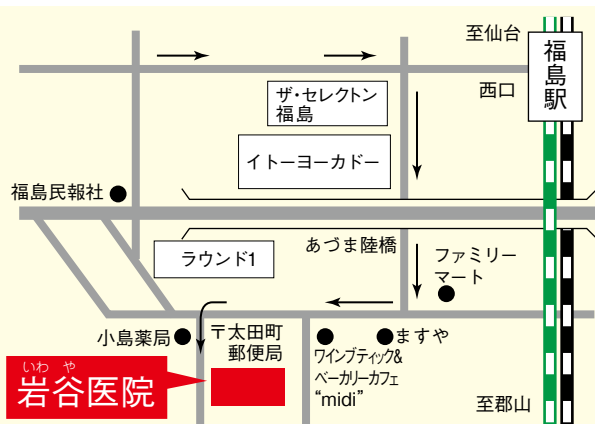 至仙台
福島駅
西口
ザ・セレクトン
福島
イトーヨーカドー
福島民報社
ラウンド1
あづま陸橋
ファミリー
マート
小島薬局
〒太田町
郵便局
ますや
ワインブティック&
ベーカリーカフェ
“midi”
いわ や
岩谷医院
至郡山